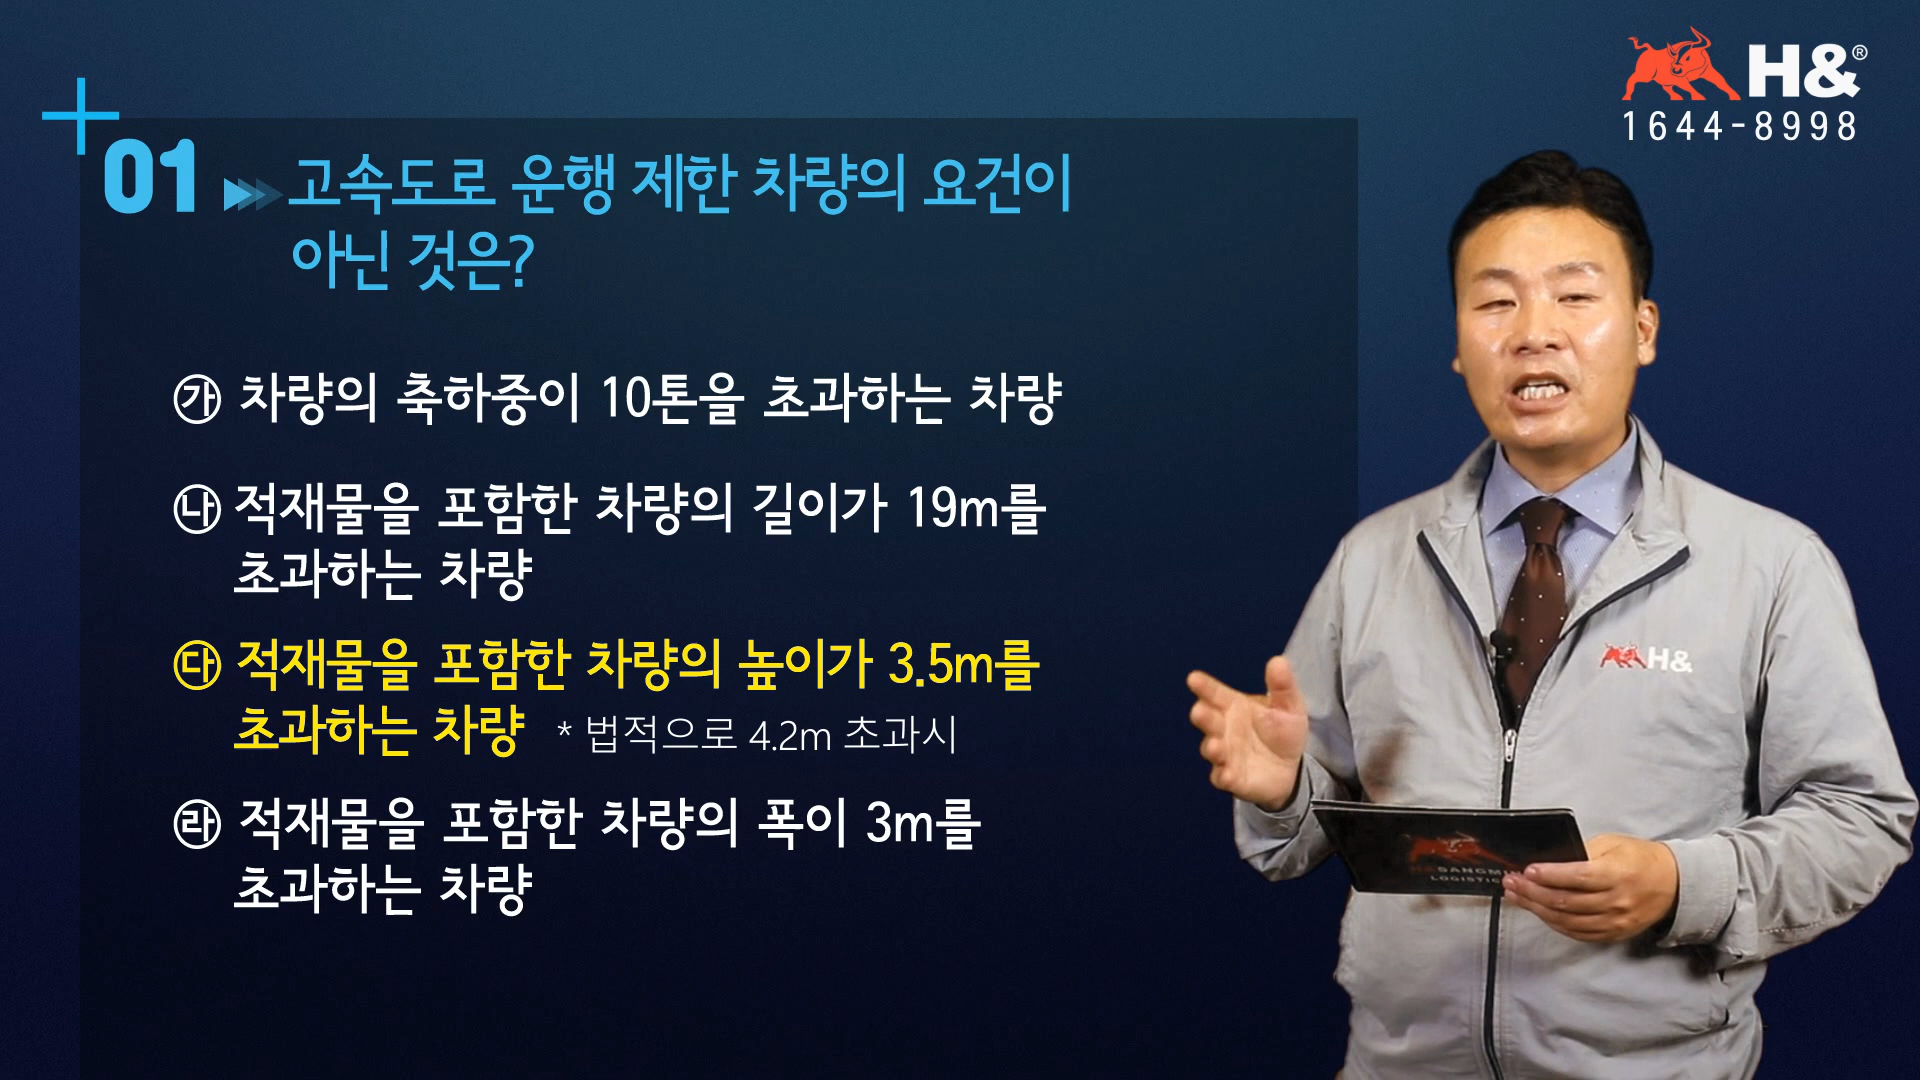 H&®
1644-8998
01 고속도로 운행 제한 차량의 요건이
아닌 것은?
㉮ 차량의 축하중이 10톤을 초과하는 차량
㉯ 적재물을 포함한 차량의 길이가 19m를
초과하는 차량
㉰ 적재물을 포함한 차량의 높이가 3.5m를
초과하는 차량 * 법적으로 4.2m 초과시
㉱ 적재물을 포함한 차량의 폭이 3m를
초과하는 차량
H&
H&SANGMIN
LOGISTIC